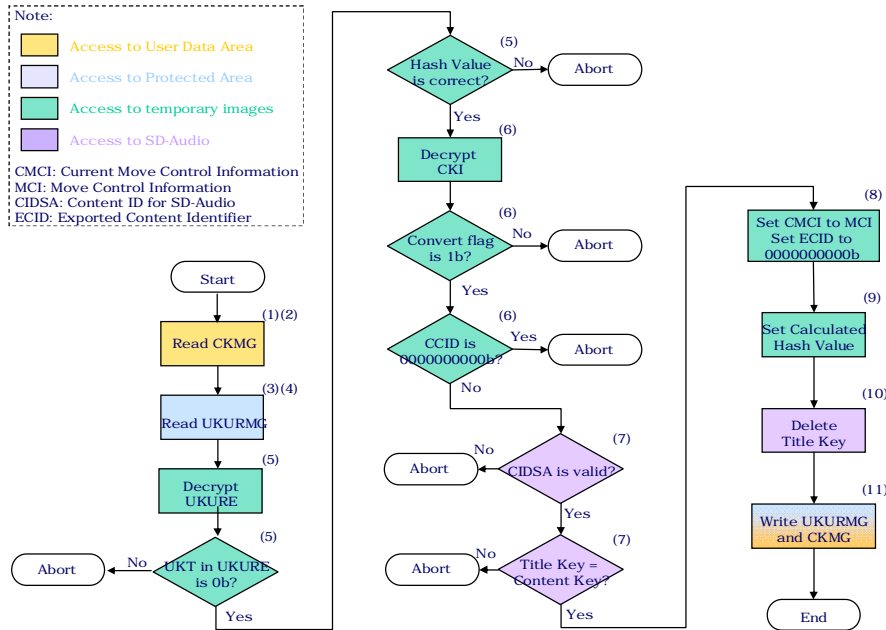 Note:
Access to User Data Area
Access to Protected Area
Access to temporary images
Access to SD-Audio
CMCI: Current Move Control Information
MCI: Move Control Information
CIDSA: Content ID for SD-Audio
ECID: Exported Content Identifier
Start
(1)(2)
Read CKMG
(3)(4)
Read UKURMG
(5)
Decrypt
UKURE
(5)
UKT in UKURE
is 0b?
No
Abort
Yes
(5)
Hash Value
is correct?
No
Abort
Yes
(6)
Decrypt
CKI
(6)
Convert flag
is 1b?
No
Abort
Yes
(6)
CCID is
0000000000b?
Yes
Abort
No
(7)
CIDSA is valid?
No
Abort
Yes
(7)
Title Key =
Content Key?
No
Abort
Yes
(8)
Set CMCI to MCI
Set ECID to
0000000000b
(9)
Set Calculated
Hash Value
(10)
Delete
Title Key
(11)
Write UKURMG
and CKMG
End